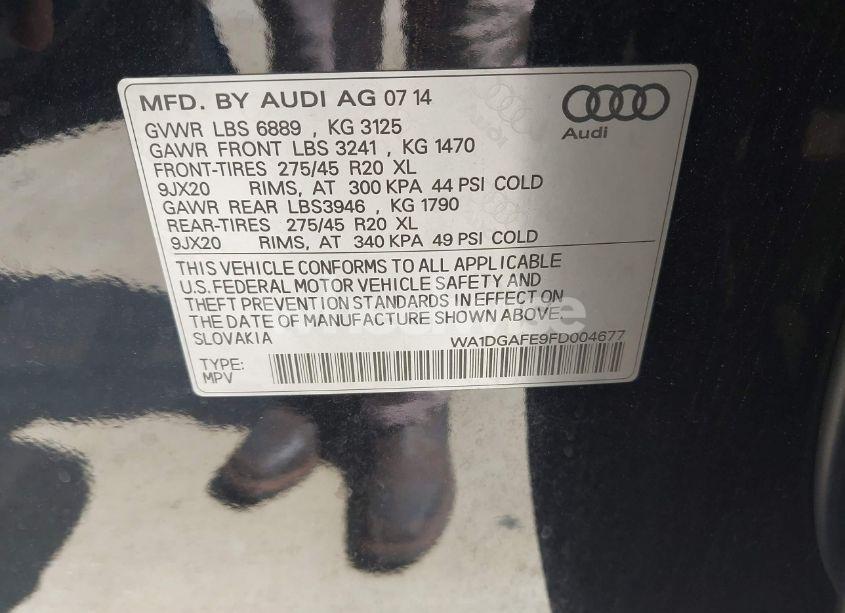 MFD. BY AUDI AG 07 14
Audi
GVWR LBS 6889 , KG 3125
GAWR FRONT LBS 3241 , KG 1470
FRONT-TIRES 275/45 R20 XL
9JX20 RIMS, AT 300 KPA 44 PSI COLD
GAWR REAR LBS3946 , KG 1790
REAR-TIRES 275/45 R20 XL
9JX20 RIMS, AT 340 KPA 49 PSI COLD
THIS VEHICLE CONFORMS TO ALL APPLICABLE
U.S. FEDERAL MOTOR VEHICLE SAFETY AND
THEFT PREVENTION STANDARDS IN EFFECT ON
THE DATE OF MANUFACTURE SHOWN ABOVE.
SLOVAKIA WA1DGAFE9FD004677
TYPE:
MPV